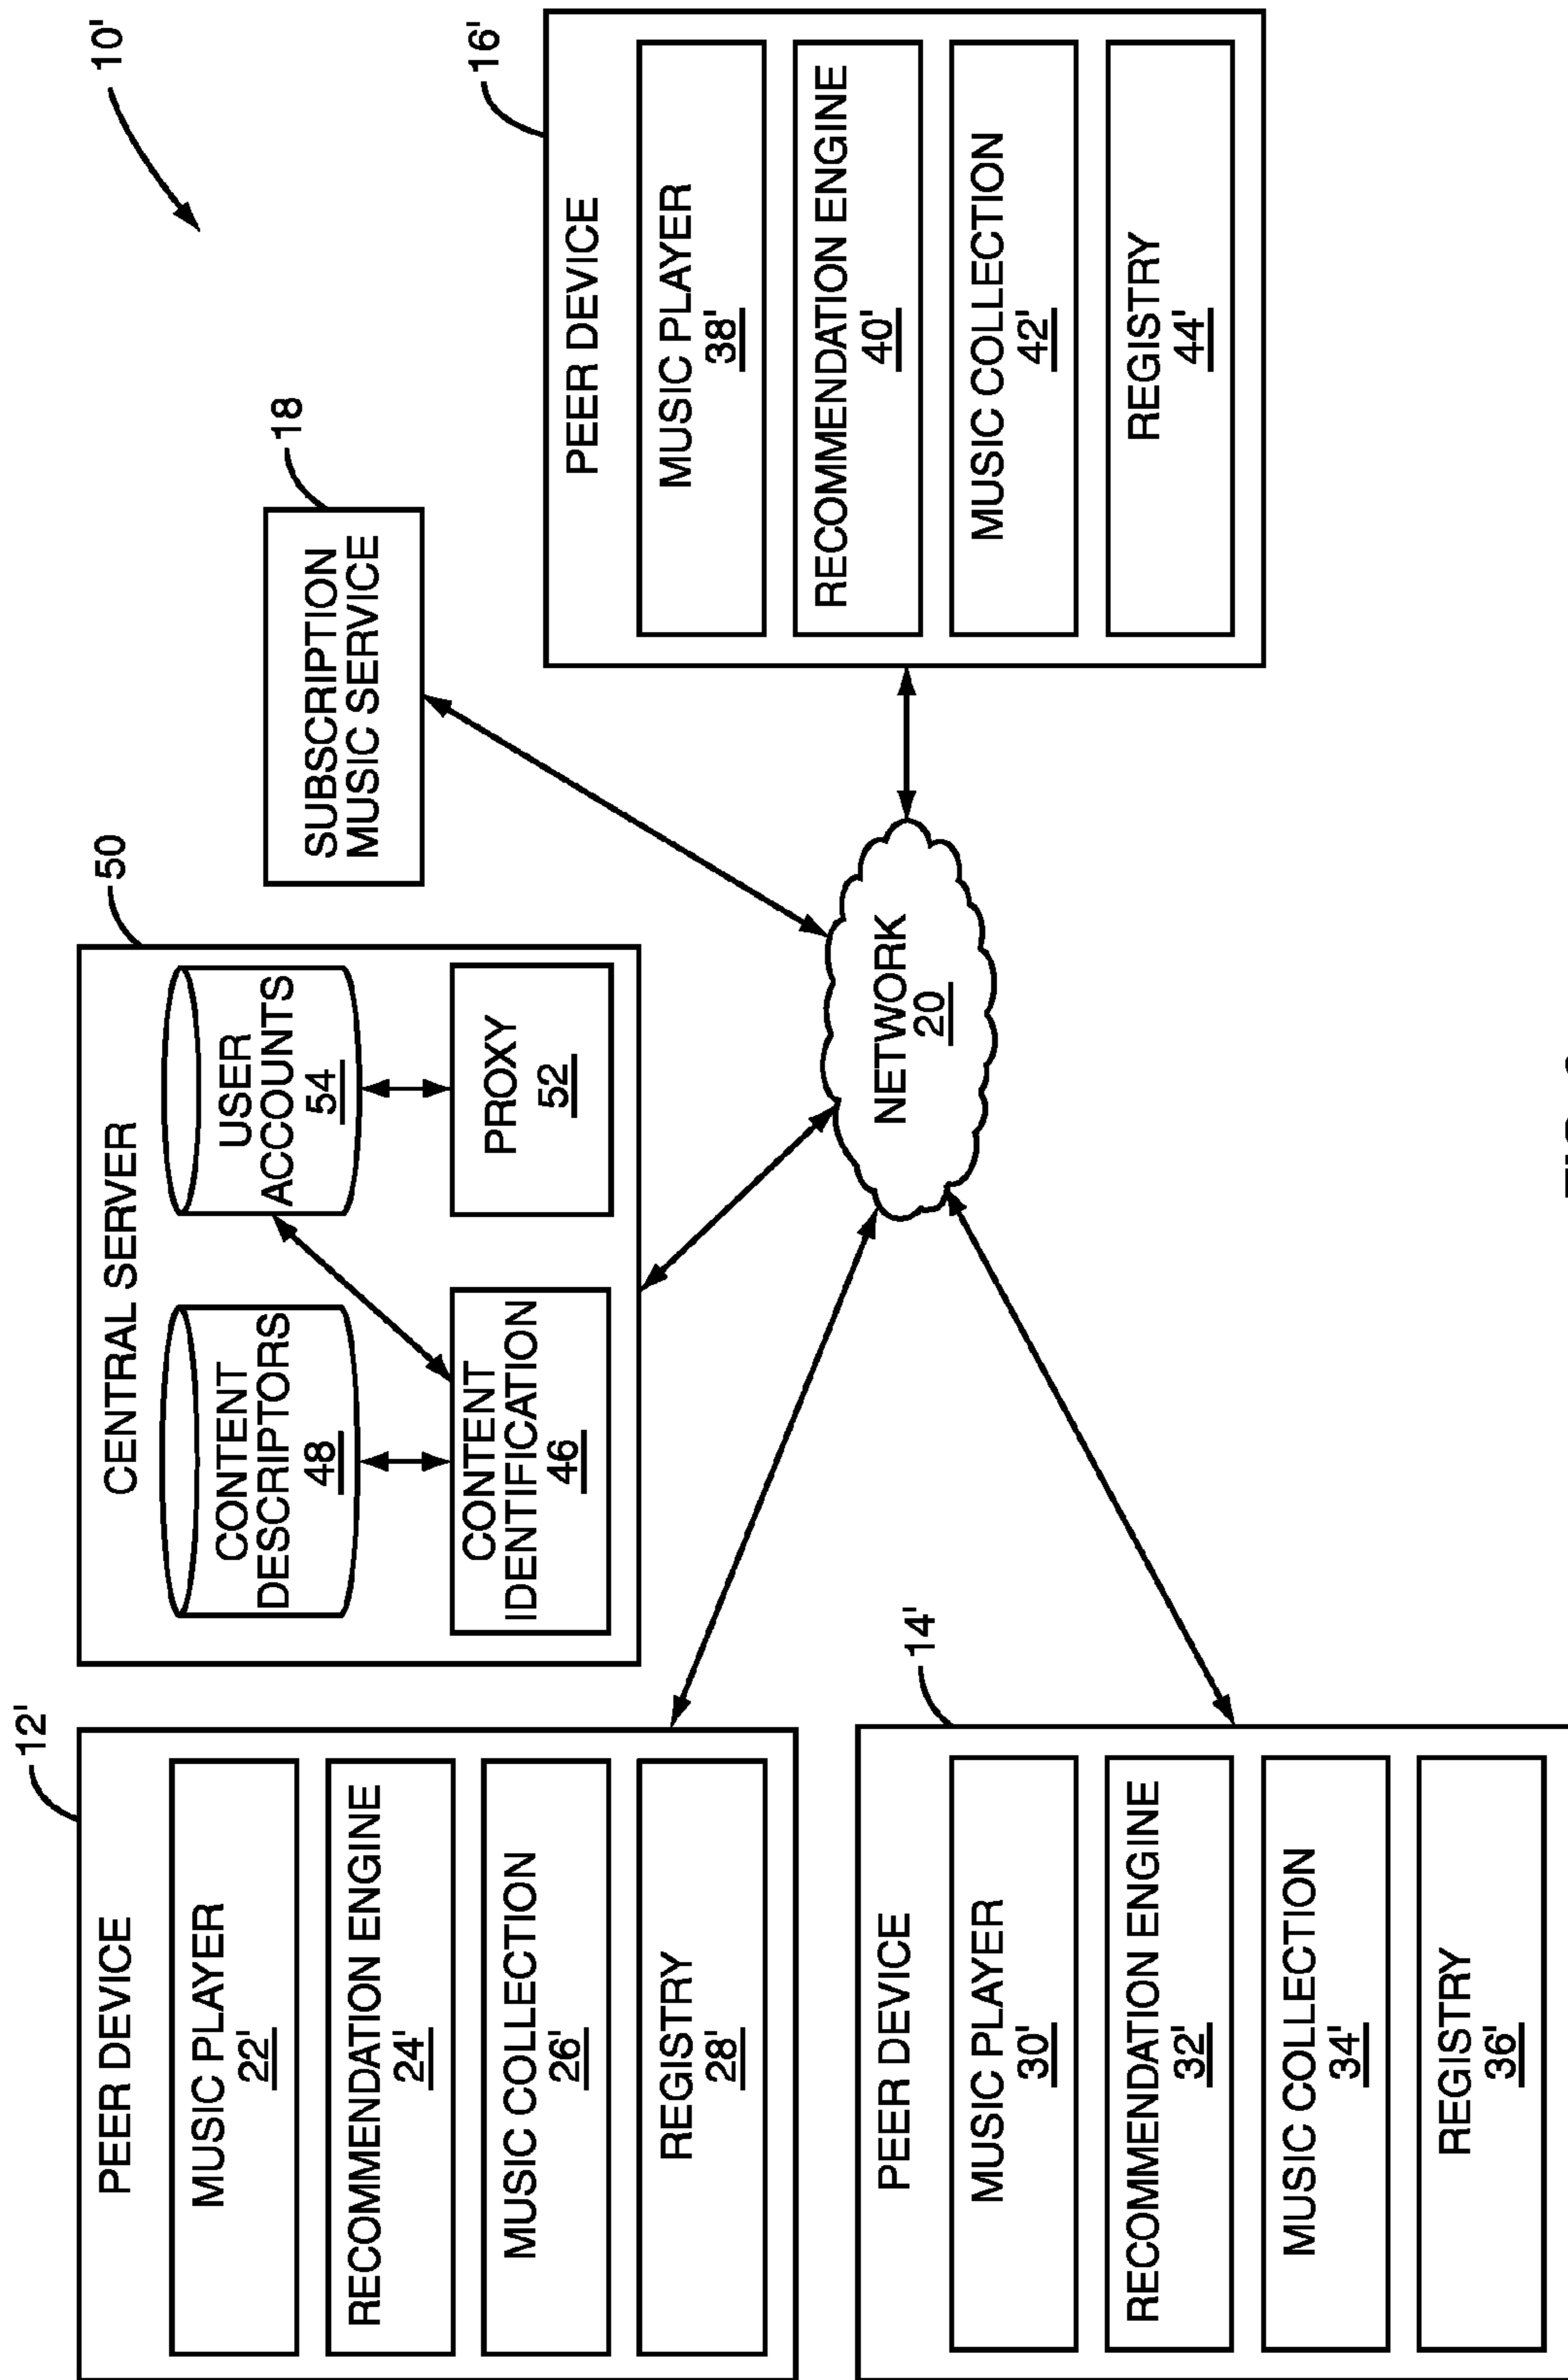 10'
12'
PEER DEVICE
MUSIC PLAYER
22'
RECOMMENDATION ENGINE
24'
MUSIC COLLECTION
26'
REGISTRY
28'
50
CENTRAL SERVER
CONTENT
DESCRIPTORS
48
USER
ACCOUNTS
54
CONTENT
IDENTIFICATION
46
PROXY
52
18
SUBSCRIPTION
MUSIC SERVICE
16'
PEER DEVICE
MUSIC PLAYER
38'
RECOMMENDATION ENGINE
40'
MUSIC COLLECTION
42'
REGISTRY
44'
NETWORK
20
14'
PEER DEVICE
MUSIC PLAYER
30'
RECOMMENDATION ENGINE
32'
MUSIC COLLECTION
34'
REGISTRY
36'